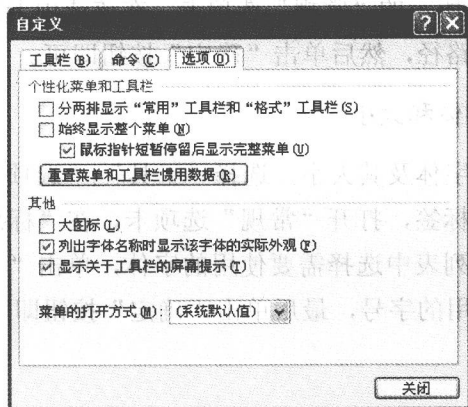 自定义
工具栏(B) 命令(C) 选项(O)
个性化菜单和工具栏
分两排显示“常用”工具栏和“格式”工具栏(S)
始终显示整个菜单(N)
鼠标指针短暂停留后显示完整菜单(U)
重置菜单和工具栏惯用数据(R)
其他
大图标(L)
列出字体名称时显示该字体的实际外观(F)
显示关于工具栏的屏幕提示(T)
菜单的打开方式(M): (系统默认值)
关闭